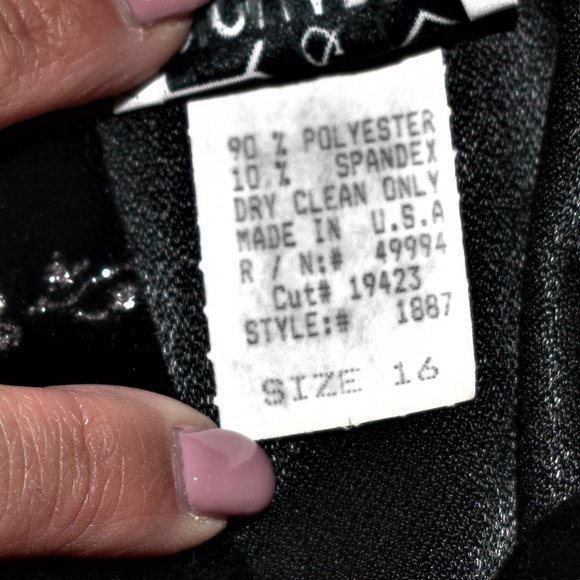 90 % POLYESTER
10 % SPANDEX
DRY CLEAN ONLY
MADE IN U.S.A
R / N:# 49994
Cut# 19423
STYLE:# 1887
SIZE 16